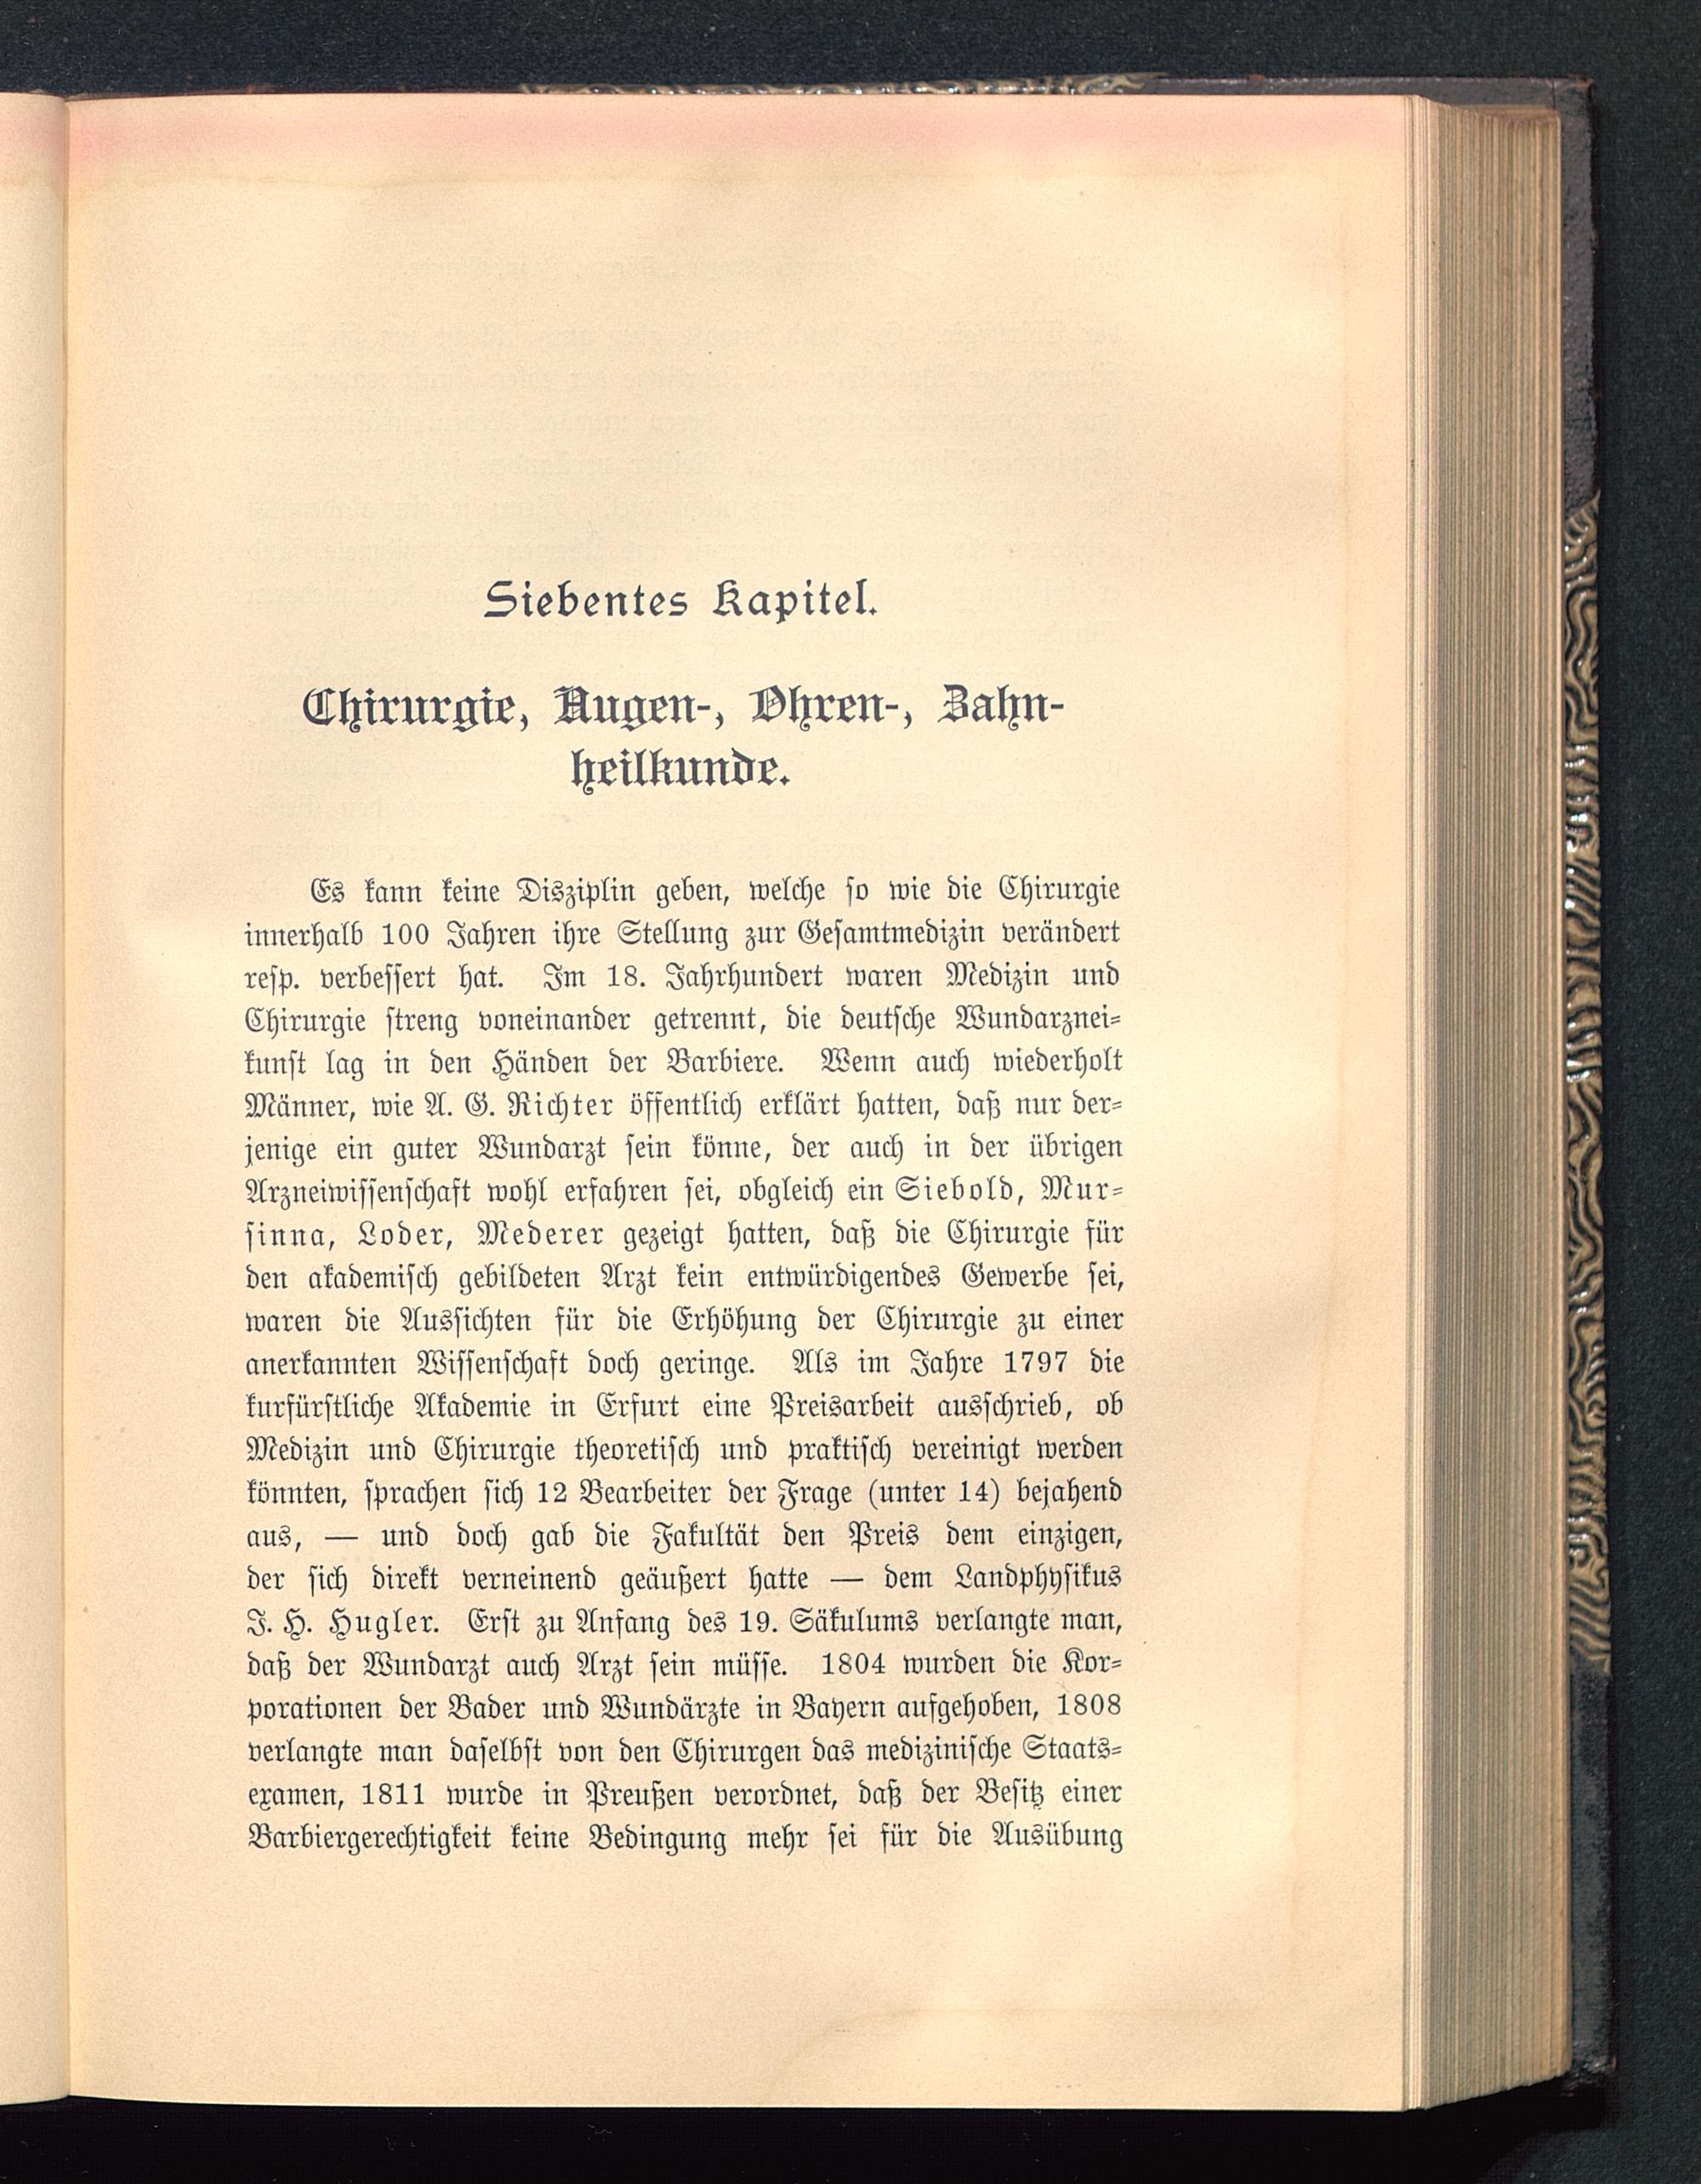 Siebentes Kapitel.
Chirurgie, Augen-, Ohren-, Zahn-
heilkunde.
Es kann keine Disziplin geben, welche so wie die Chirurgie
innerhalb 100 Jahren ihre Stellung zur Gesamtmedizin verändert
resp. verbessert hat. Im 18. Jahrhundert waren Medizin und
Chirurgie streng voneinander getrennt, die deutsche Wundarznei-
kunst lag in den Händen der Barbiere. Wenn auch wiederholt
Männer, wie A. G. Richter öffentlich erklärt hatten, daß nur der-
jenige ein guter Wundarzt sein könne, der auch in der übrigen
Arzneiwissenschaft wohl erfahren sei, obgleich ein Siebold, Mur-
sinna, Loder, Mederer gezeigt hatten, daß die Chirurgie für
den akademisch gebildeten Arzt kein entwürdigendes Gewerbe sei,
waren die Aussichten für die Erhöhung der Chirurgie zu einer
anerkannten Wissenschaft doch geringe. Als im Jahre 1797 die
kurfürstliche Akademie in Erfurt eine Preisarbeit ausschrieb, ob
Medizin und Chirurgie theoretisch und praktisch vereinigt werden
könnten, sprachen sich 12 Bearbeiter der Frage (unter 14) bejahend
aus, — und doch gab die Fakultät den Preis dem einzigen,
der sich direkt verneinend geäußert hatte — dem Landphysikus
J. H. Hugler. Erst zu Anfang des 19. Säkulums verlangte man,
daß der Wundarzt auch Arzt sein müsse. 1804 wurden die Kor-
porationen der Bader und Wundärzte in Bayern aufgehoben, 1808
verlangte man daselbst von den Chirurgen das medizinische Staats-
examen, 1811 wurde in Preußen verordnet, daß der Besitz einer
Barbiergerechtigkeit keine Bedingung mehr sei für die Ausübung